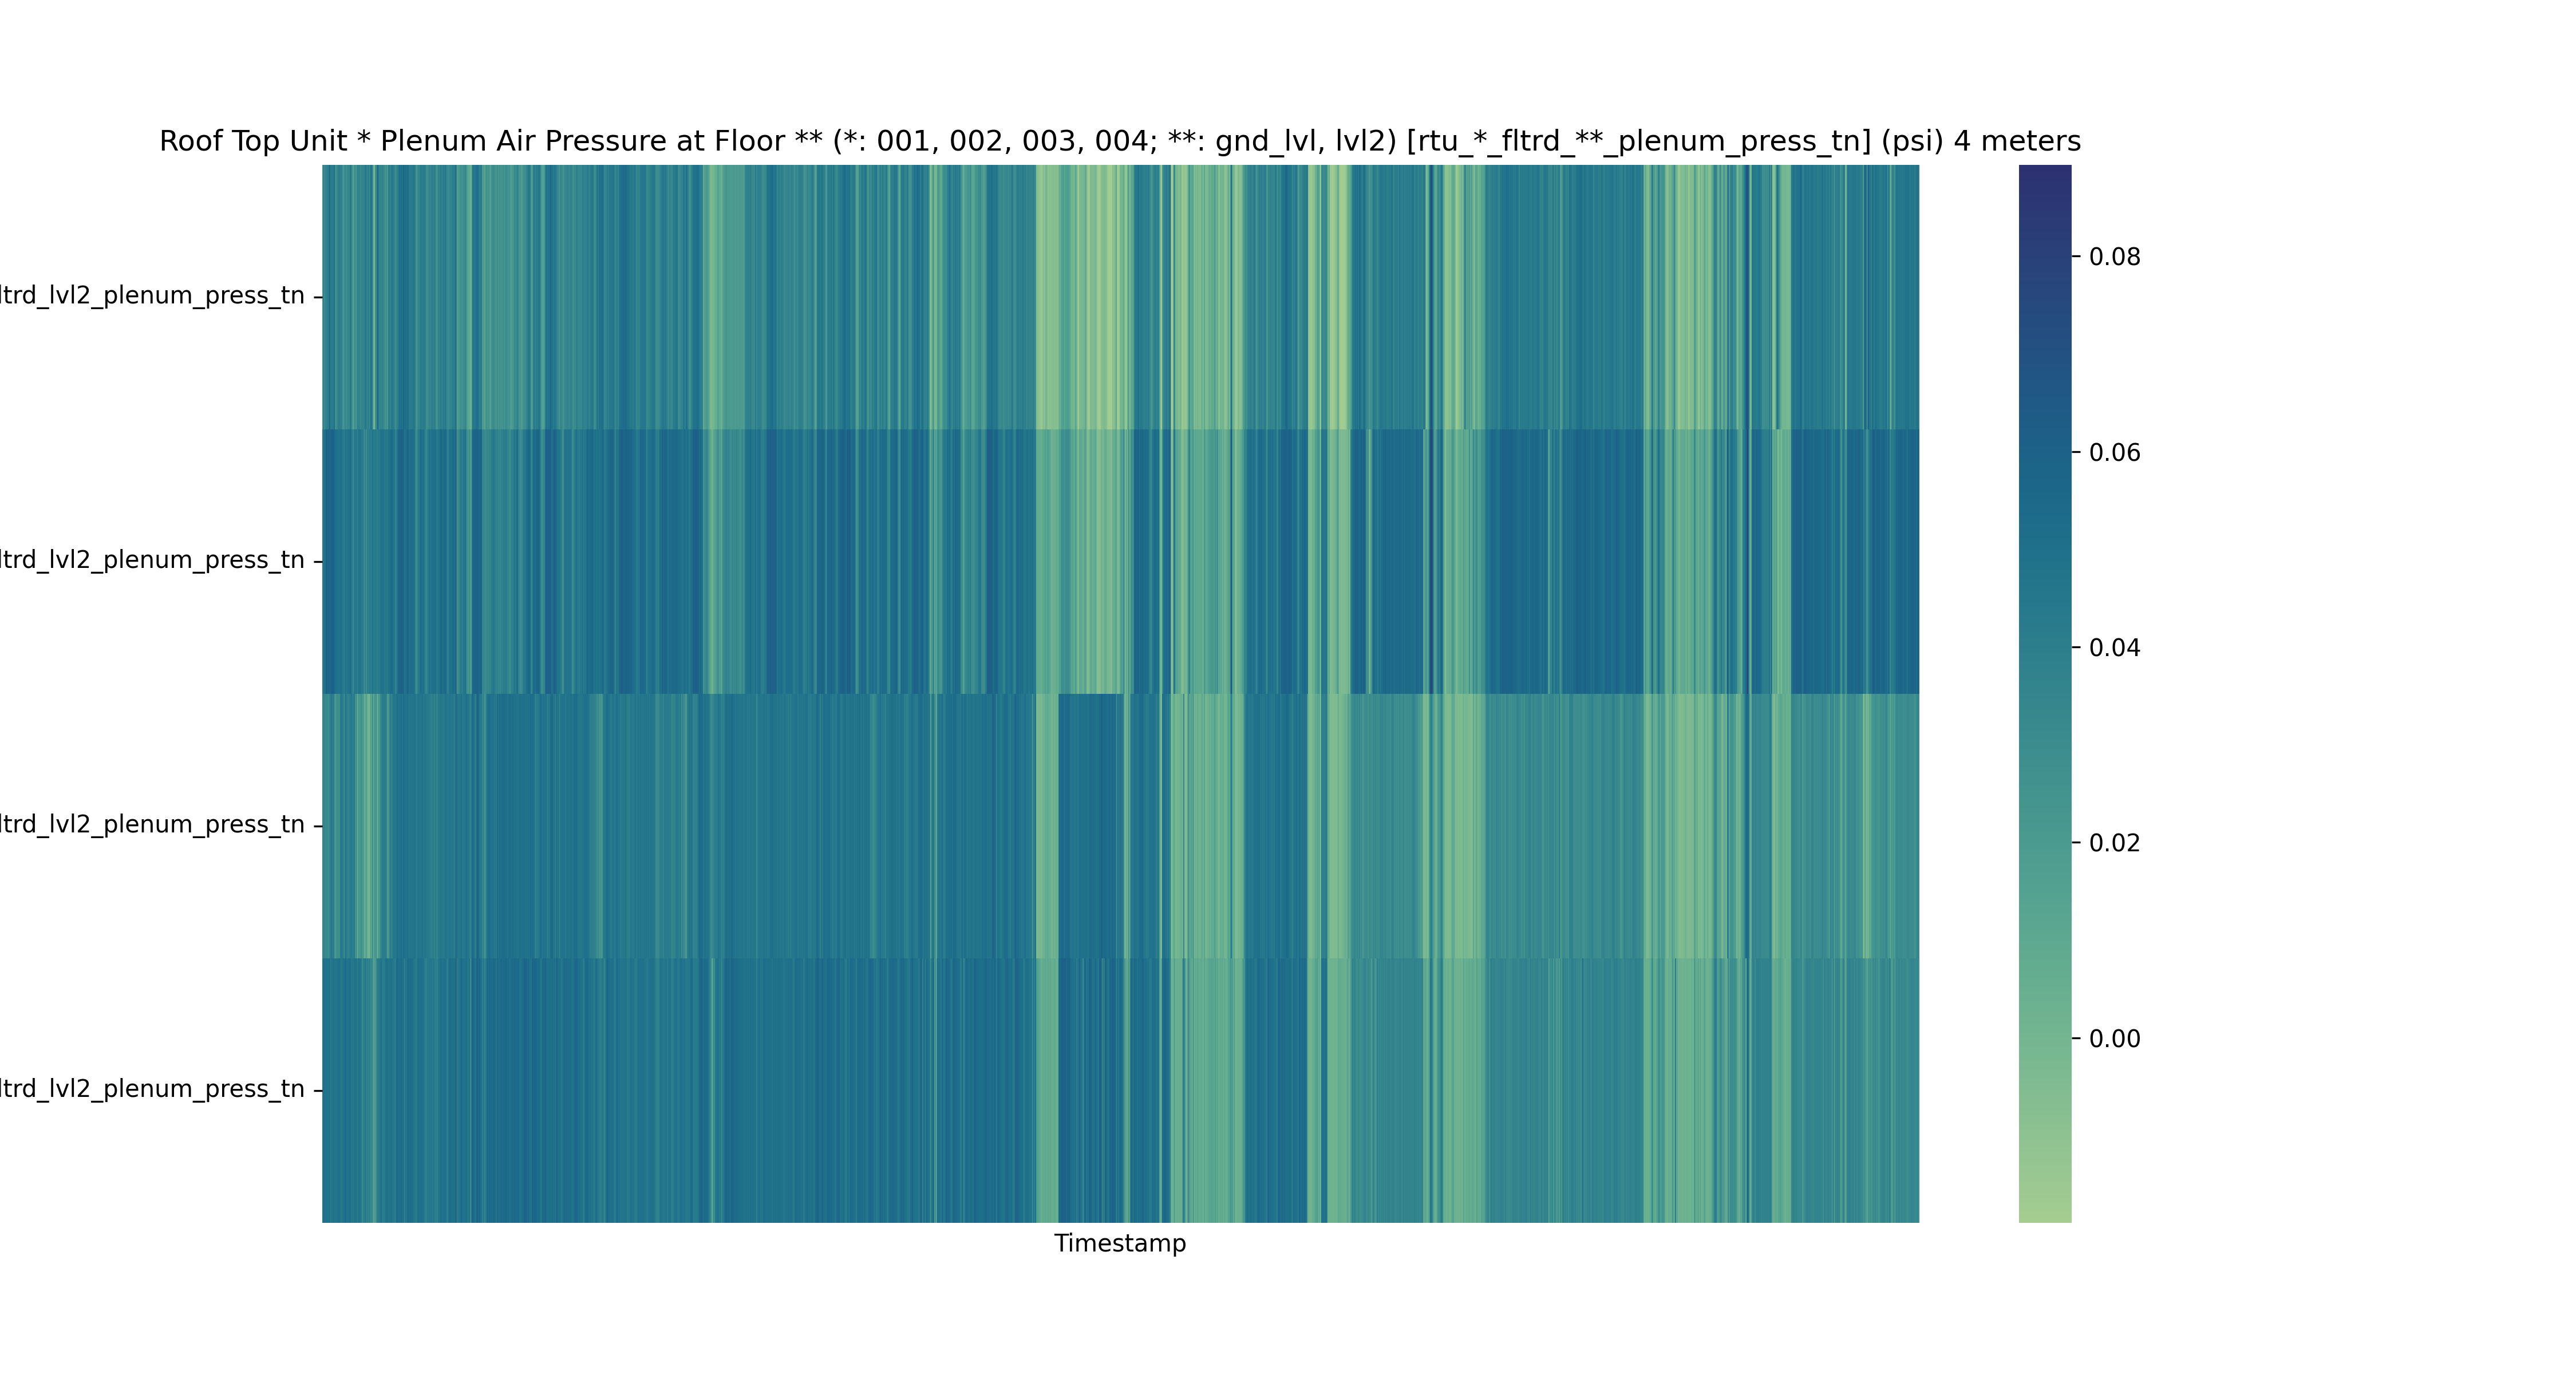 Roof Top Unit * Plenum Air Pressure at Floor ** (*: 001, 002, 003, 004; **: gnd_lvl, lvl2) [rtu_*_fltrd_**_plenum_press_tn] (psi) 4 meters
ltrd_lvl2_plenum_press_tn
ltrd_lvl2_plenum_press_tn
ltrd_lvl2_plenum_press_tn
ltrd_lvl2_plenum_press_tn
Timestamp
0.08
0.06
0.04
0.02
0.00